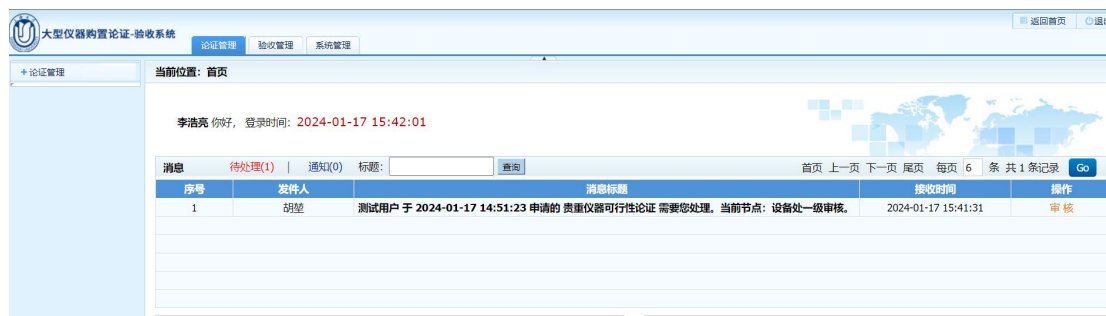 返回首页
大型仪器购置论证-验收系统
论证管理 验收管理 系统管理
+ 论证管理
当前位置：首页
李浩亮 你好， 登录时间：2024-01-17 15:42:01
消息 待处理(1) | 通知(0) 标题： 查询 首页 上一页 下一页 尾页 每页 6 条 共 1 条记录 Go
序号 发件人 消息标题 接收时间 操作
1 胡堃 测试用户 于 2024-01-17 14:51:23 申请的 贵重仪器可行性论证 需要您处理。当前节点：设备处一级审核。 2024-01-17 15:41:31 审 核